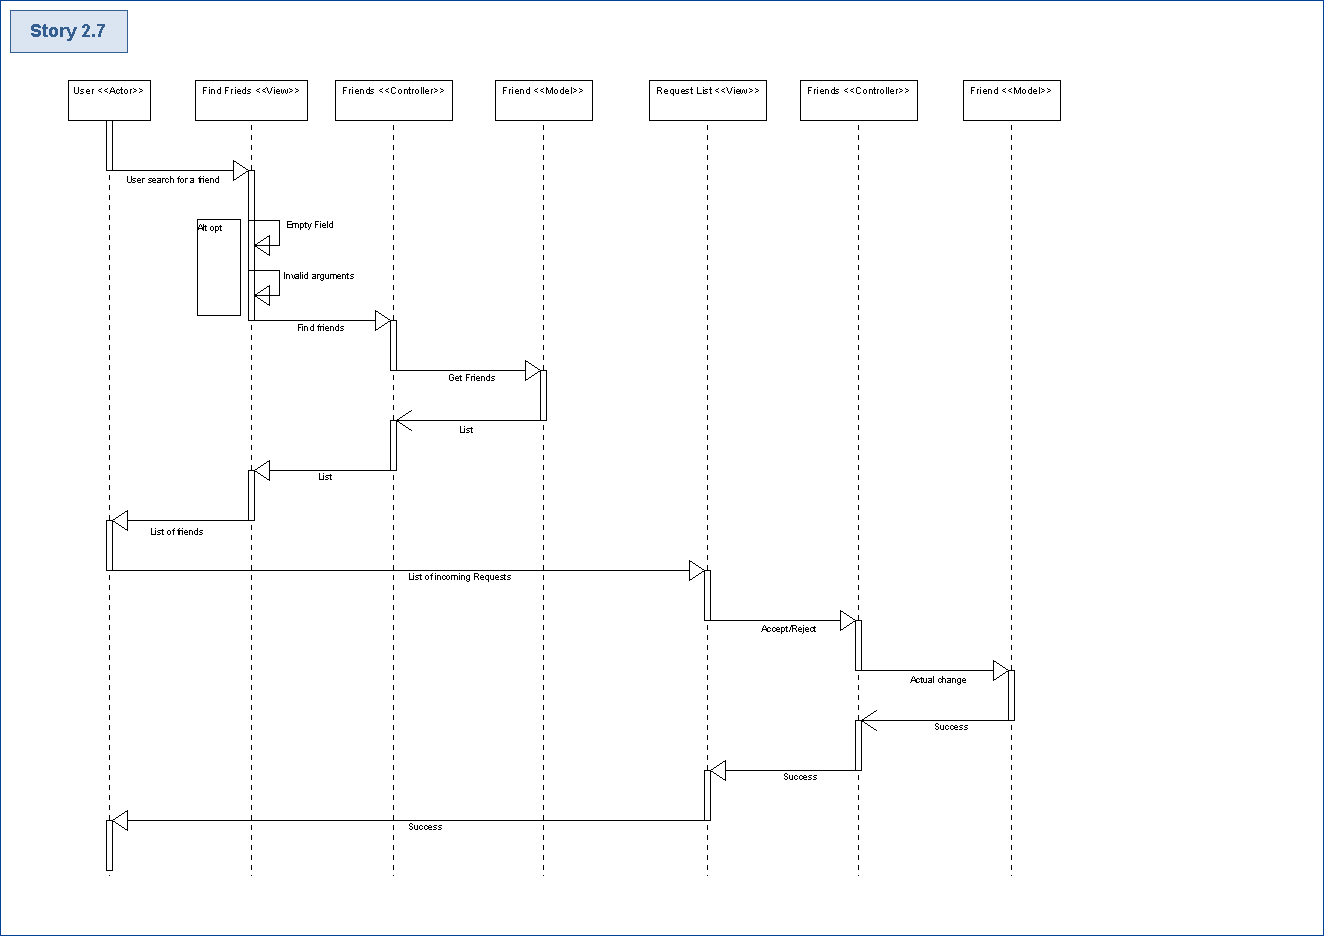 Story 2.7
User <<Actor>>
Find Frieds <<View>>
Friends <<Controller>>
Friend <<Model>>
Request List <<View>>
Friends <<Controller>>
Friend <<Model>>
User search for a friend
Alt opt
Empty Field
Invalid arguments
Find friends
Get Friends
List
List
List of friends
List of incoming Requests
Accept/Reject
Actual change
Success
Success
Success